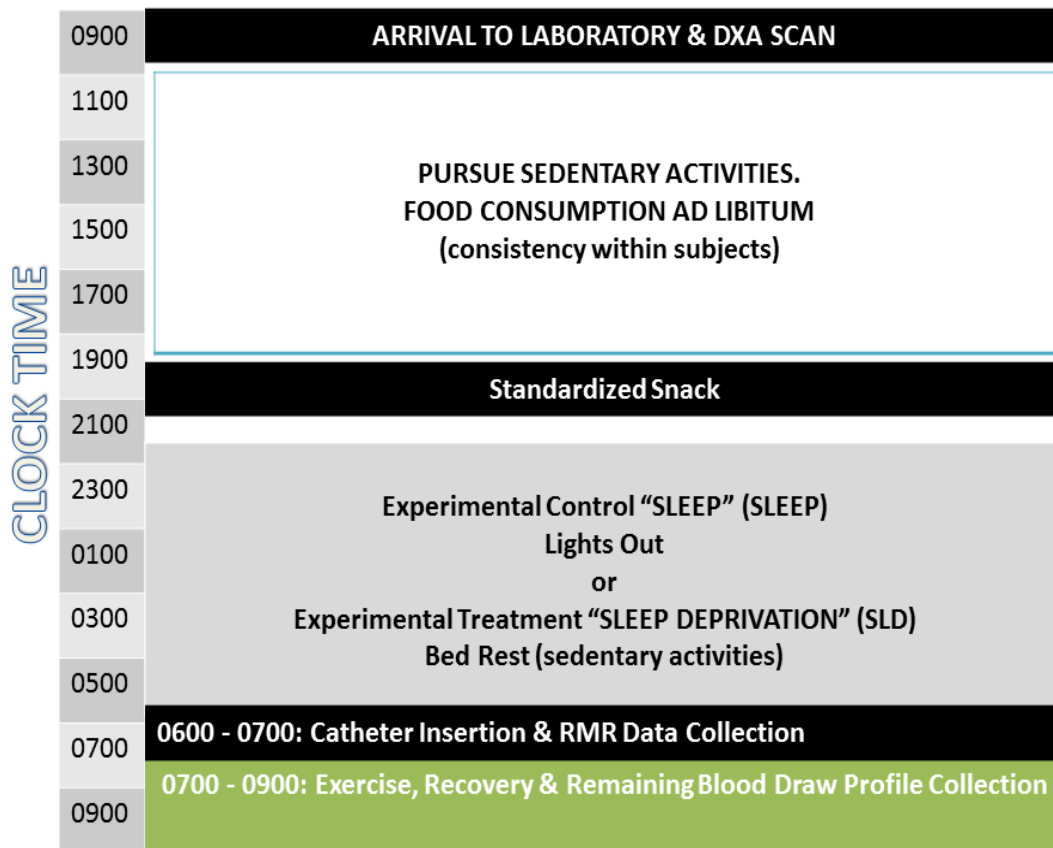 CLOCK TIME
0900
ARRIVAL TO LABORATORY & DXA SCAN
1100
1300
1500
1700
PURSUE SEDENTARY ACTIVITIES.
FOOD CONSUMPTION AD LIBITUM
(consistency within subjects)
1900
Standardized Snack
2100
2300
0100
0300
0500
Experimental Control “SLEEP” (SLEEP)
Lights Out
or
Experimental Treatment “SLEEP DEPRIVATION” (SLD)
Bed Rest (sedentary activities)
0700
0600 - 0700: Catheter Insertion & RMR Data Collection
0700 - 0900: Exercise, Recovery & Remaining Blood Draw Profile Collection
0900